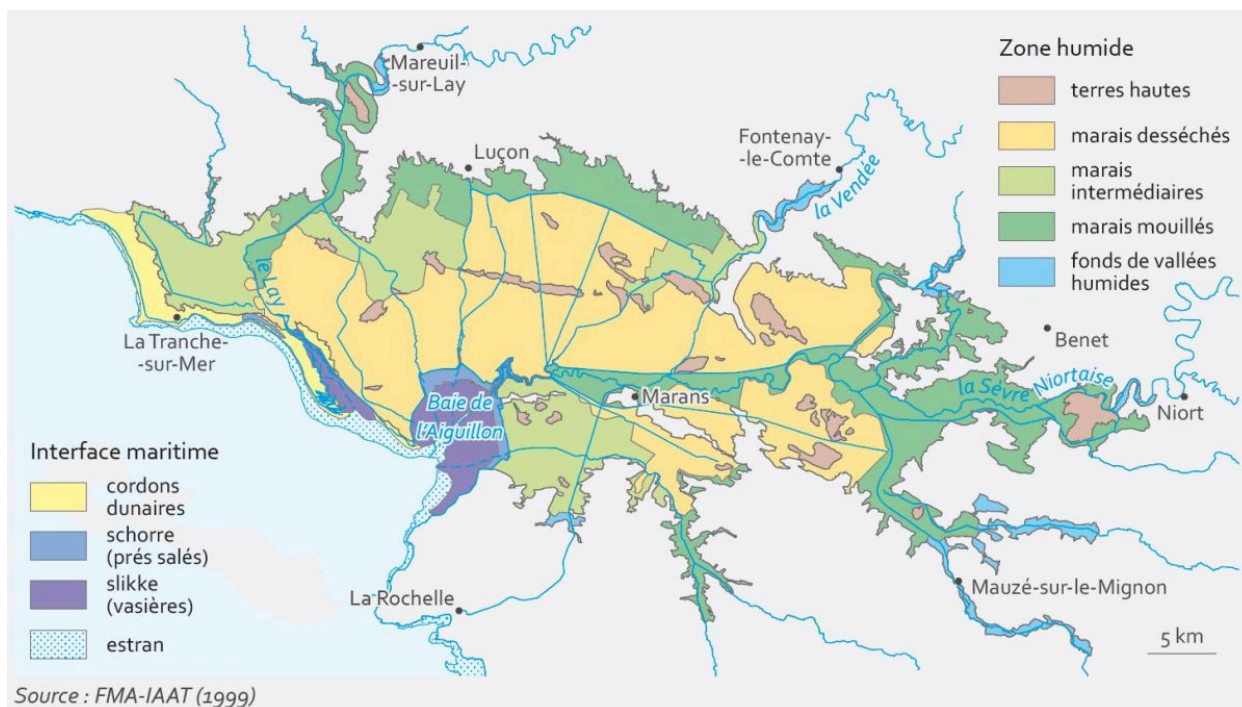 Mareuil-
-sur-Lay
Luçon
Fontenay-
-le-Comte
la Vendée
Zone humide
terres hautes
marais desséchés
marais
intermédiaires
marais mouillés
fonds de vallées
humides
le Lay
La Tranche-
-sur-Mer
Baie de
l'Aiguillon
Marans
Benet
la Sèvre Niortaise
Niort
Interface maritime
cordons
dunaires
schorre
(prés salés)
slikke
(vasières)
estran
La Rochelle
Mauzé-sur-le-Mignon
5 km
Source : FMA-IAAT (1999)